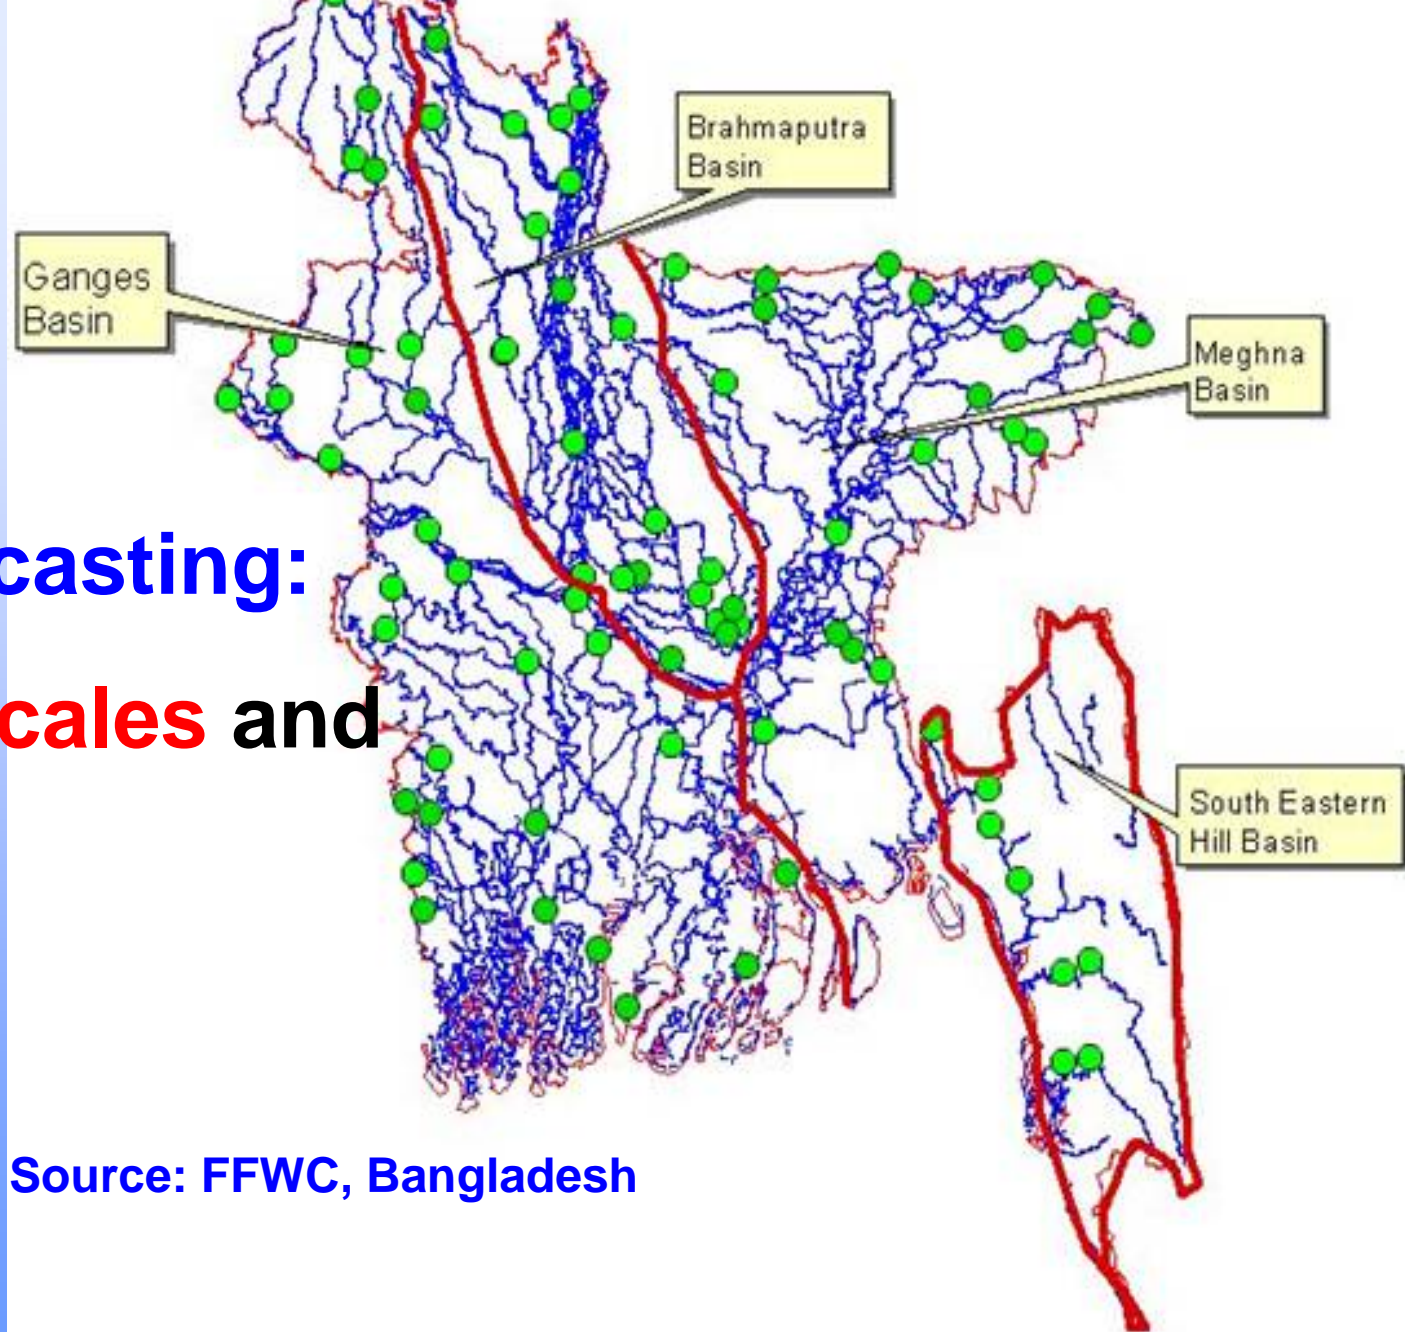 Brahmaputra
Basin
Ganges
Basin
Meghna
Basin
casting:
cales and
South Eastern
Hill Basin
Source: FFWC, Bangladesh